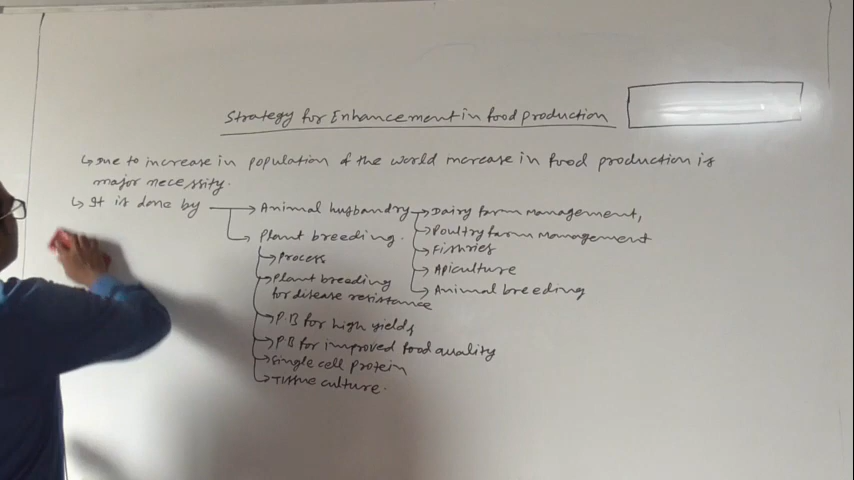 Strategy for Enhancement in food production
↳ Due to increase in population of the world increase in food production is
major necessity.
↳ It is done by → Animal husbandry → Dairy farm management,
→ Plant breeding. → Poultry farm management
→ Process → Fishries
→ Plant breeding → Apiculture
for disease resistance → Animal breeding
→ P.B for high yields
→ P B for improved food quality
→ Single cell protein
→ Tissue culture.